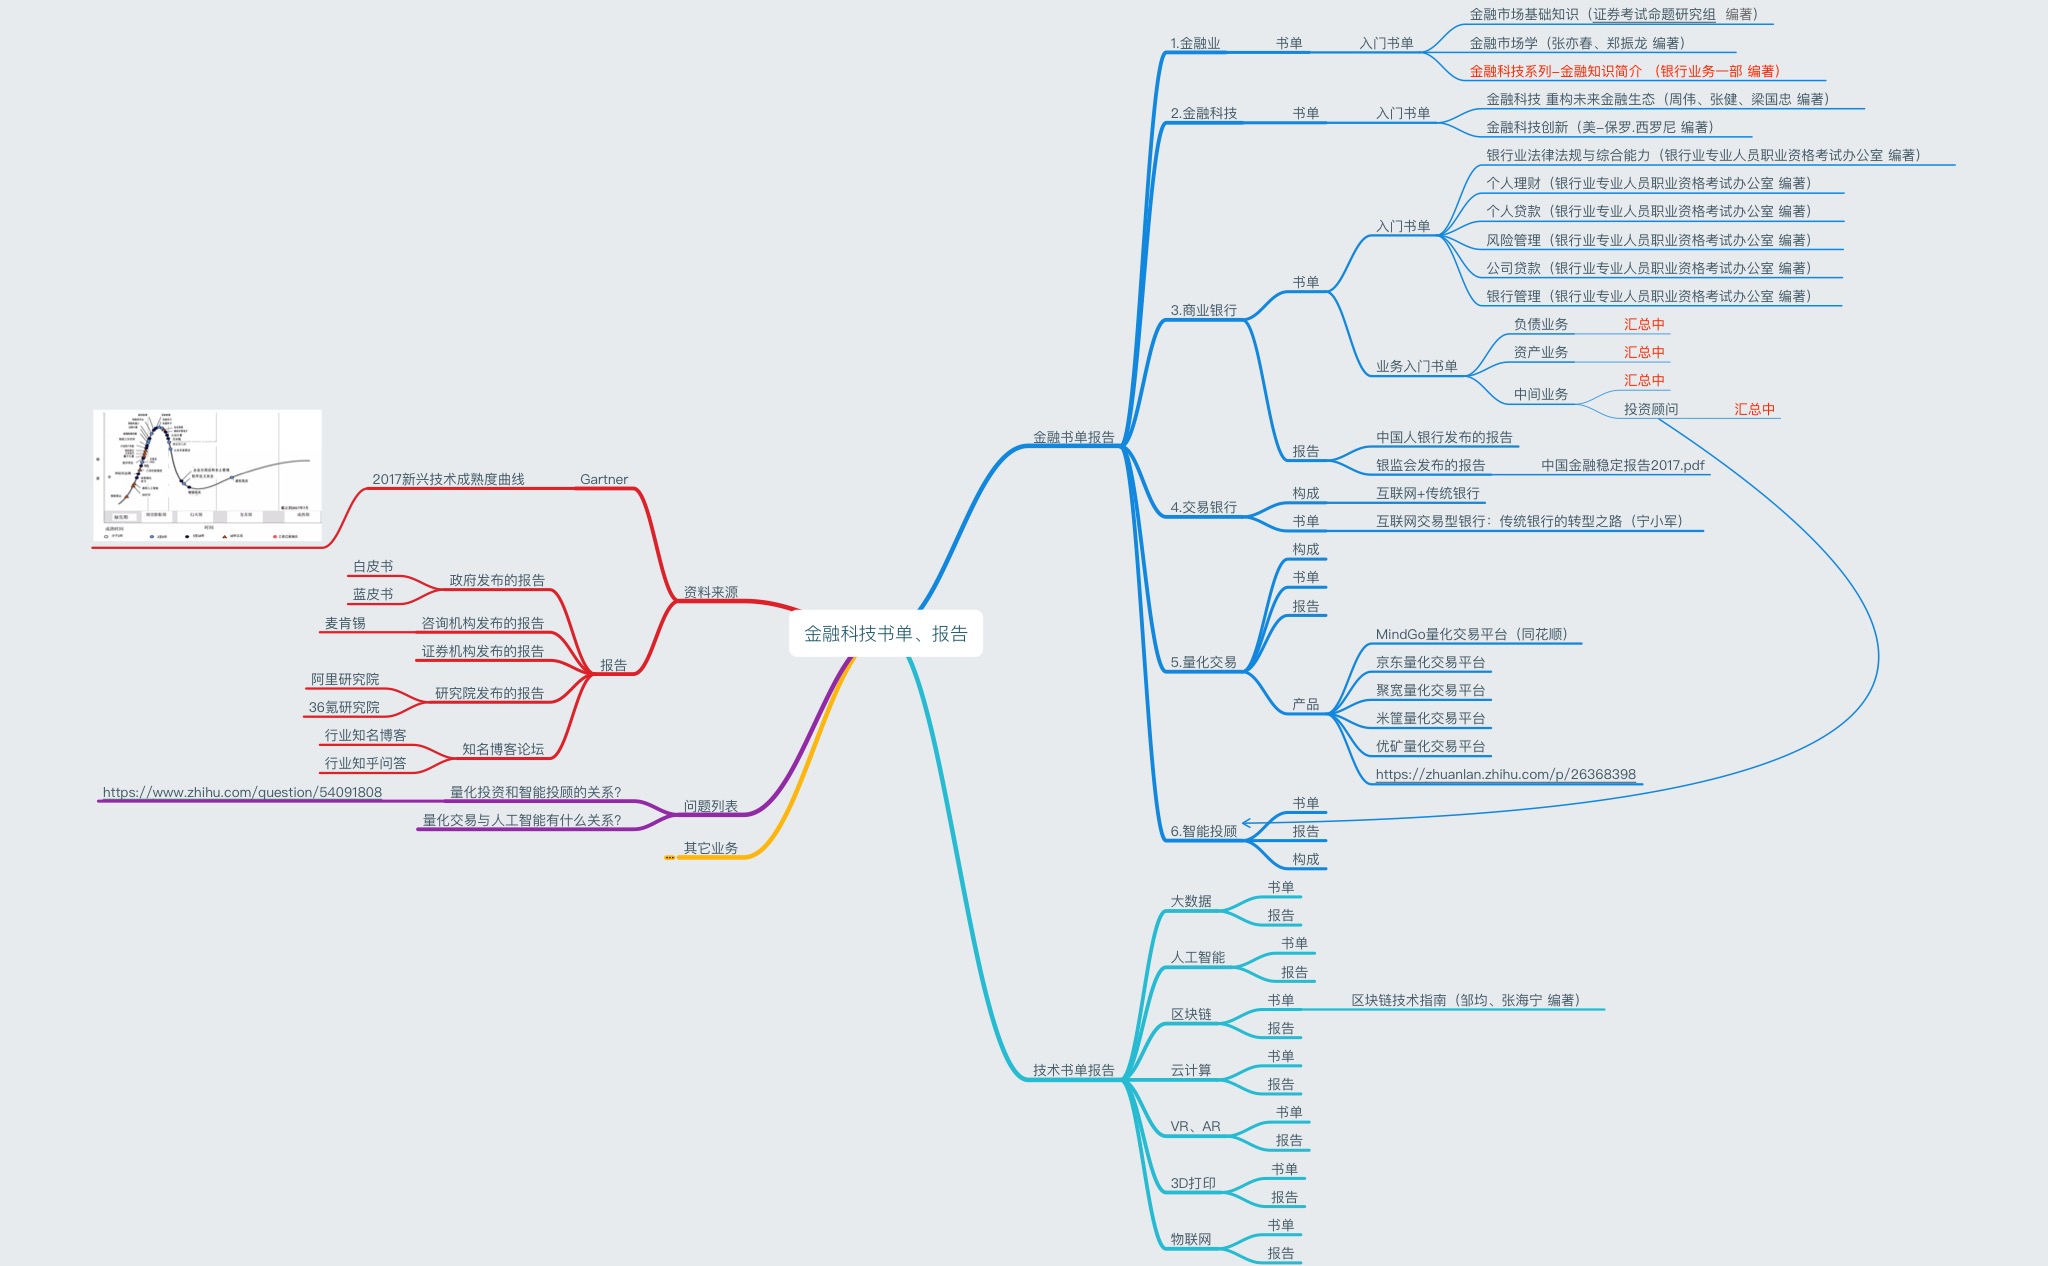 金融科技书单、报告
金融书单报告
1.金融业
书单
入门书单
金融市场基础知识（证券考试命题研究组 编著）
金融市场学（张亦春、郑振龙 编著）
金融科技系列-金融知识简介 （银行业务一部 编著）
2.金融科技
书单
入门书单
金融科技 重构未来金融生态（周伟、张健、梁国忠 编著）
金融科技创新（美-保罗.西罗尼 编著）
3.商业银行
书单
入门书单
银行业法律法规与综合能力（银行业专业人员职业资格考试办公室 编著）
个人理财（银行业专业人员职业资格考试办公室 编著）
个人贷款（银行业专业人员职业资格考试办公室 编著）
风险管理（银行业专业人员职业资格考试办公室 编著）
公司贷款（银行业专业人员职业资格考试办公室 编著）
银行管理（银行业专业人员职业资格考试办公室 编著）
业务入门书单
负债业务
汇总中
资产业务
汇总中
中间业务
汇总中
投资顾问
汇总中
报告
中国人银行发布的报告
银监会发布的报告
中国金融稳定报告2017.pdf
4.交易银行
构成
互联网+传统银行
书单
互联网交易型银行：传统银行的转型之路（宁小军）
5.量化交易
构成
书单
报告
产品
MindGo量化交易平台（同花顺）
京东量化交易平台
聚宽量化交易平台
米筐量化交易平台
优矿量化交易平台
https://zhuanlan.zhihu.com/p/26368398
6.智能投顾
书单
报告
构成
技术书单报告
大数据
书单
报告
人工智能
书单
报告
区块链
书单
区块链技术指南（邹均、张海宁 编著）
报告
云计算
书单
报告
VR、AR
书单
报告
3D打印
书单
报告
物联网
书单
报告
资料来源
Gartner
2017新兴技术成熟度曲线
报告
政府发布的报告
白皮书
蓝皮书
咨询机构发布的报告
麦肯锡
证券机构发布的报告
研究院发布的报告
阿里研究院
36氪研究院
知名博客论坛
行业知名博客
行业知乎问答
问题列表
量化投资和智能投顾的关系?
https://www.zhihu.com/question/54091808
量化交易与人工智能有什么关系?
其它业务